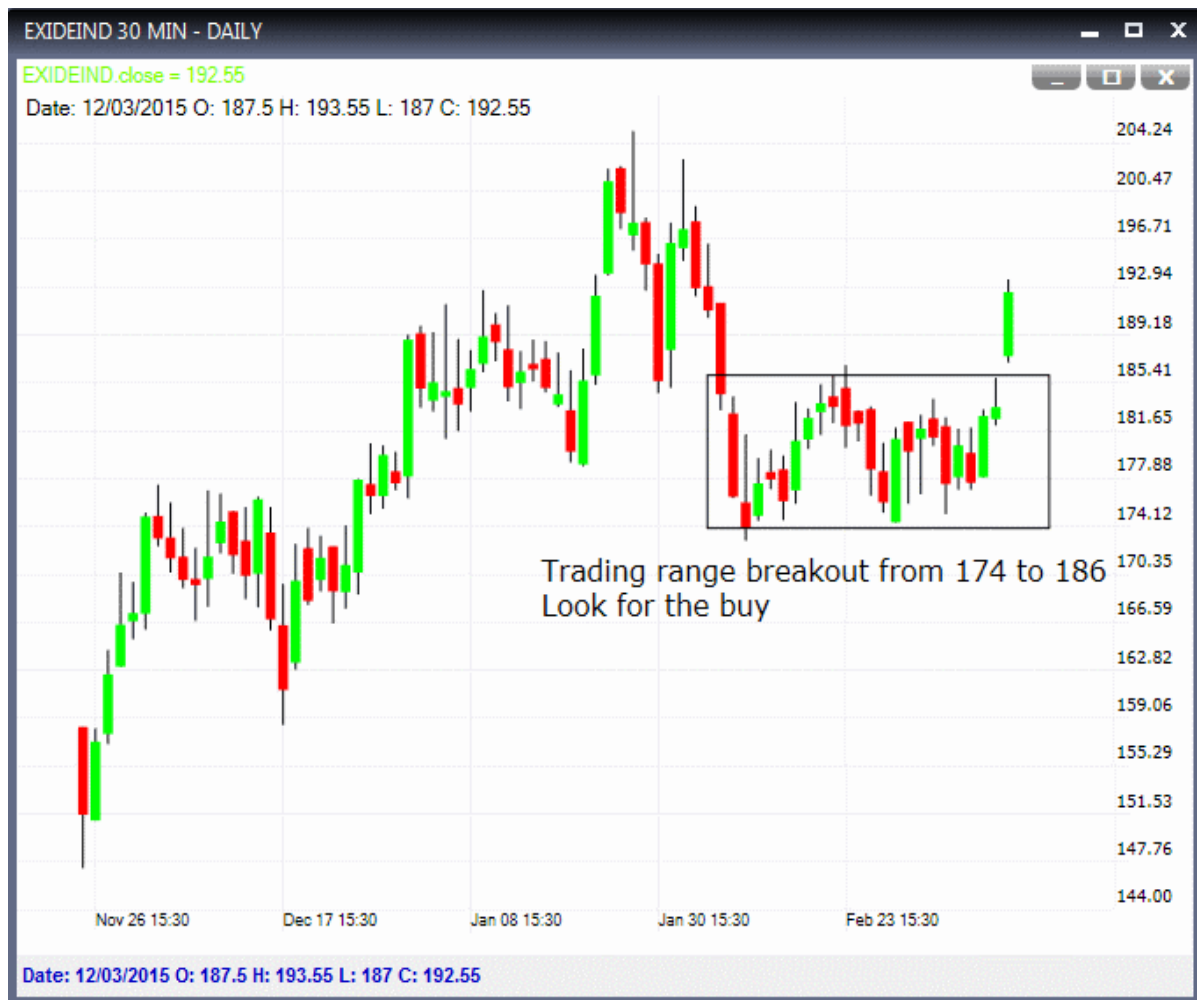 EXIDEIND 30 MIN - DAILY
EXIDEIND.close = 192.55
Date: 12/03/2015 O: 187.5 H: 193.55 L: 187 C: 192.55
204.24
200.47
196.71
192.94
189.18
185.41
181.65
177.88
174.12
170.35
166.59
162.82
159.06
155.29
151.53
147.76
144.00
Trading range breakout from 174 to 186
Look for the buy
Nov 26 15:30 Dec 17 15:30 Jan 08 15:30 Jan 30 15:30 Feb 23 15:30
Date: 12/03/2015 O: 187.5 H: 193.55 L: 187 C: 192.55